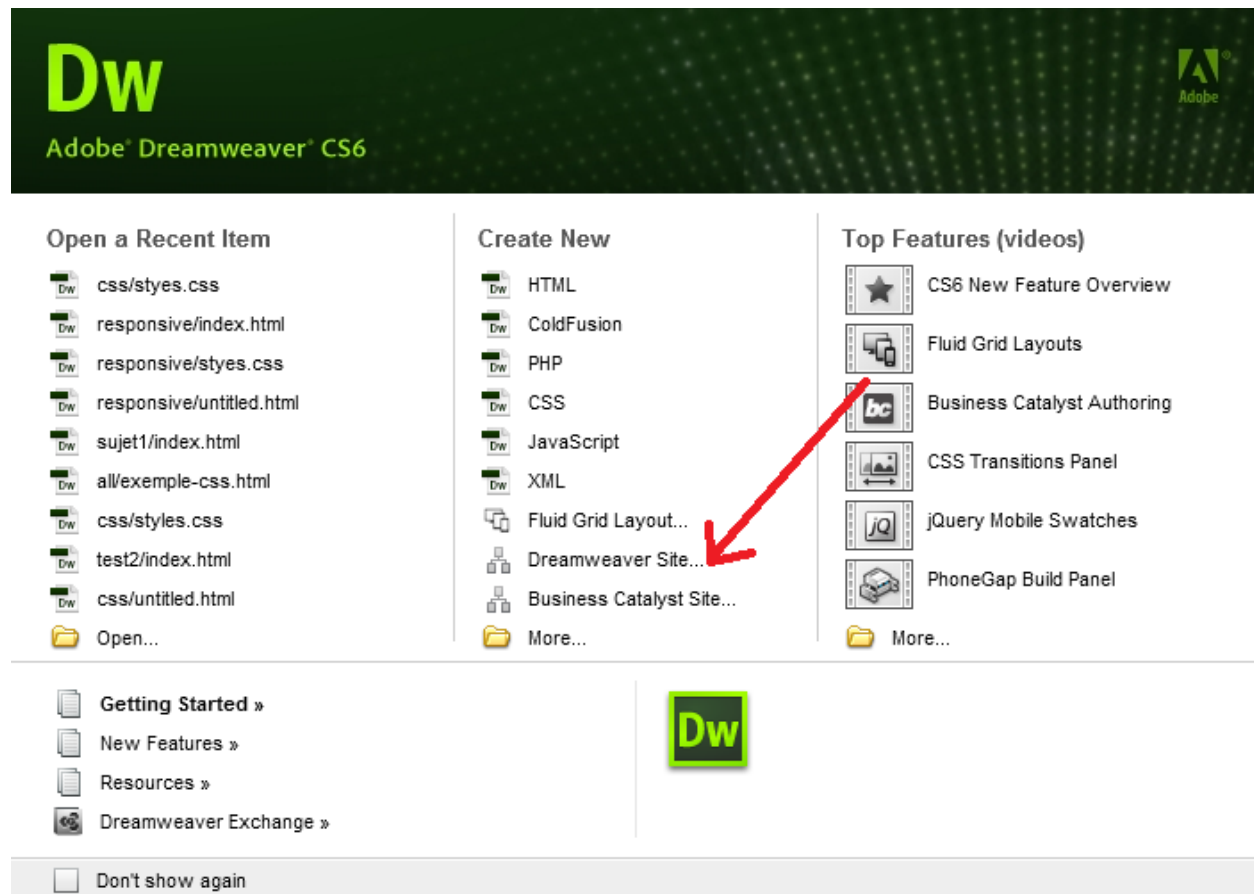 Dw
Adobe® Dreamweaver® CS6
Adobe®
Open a Recent Item
css/styes.css
responsive/index.html
responsive/styes.css
responsive/untitled.html
sujet1/index.html
all/exemple-css.html
css/styles.css
test2/index.html
css/untitled.html
Open...
Create New
HTML
ColdFusion
PHP
CSS
JavaScript
XML
Fluid Grid Layout...
Dreamweaver Site...
Business Catalyst Site...
More...
Top Features (videos)
CS6 New Feature Overview
Fluid Grid Layouts
bc Business Catalyst Authoring
CSS Transitions Panel
jQ jQuery Mobile Swatches
PhoneGap Build Panel
More...
Getting Started »
New Features »
Resources »
Dreamweaver Exchange »
Dw
Don't show again